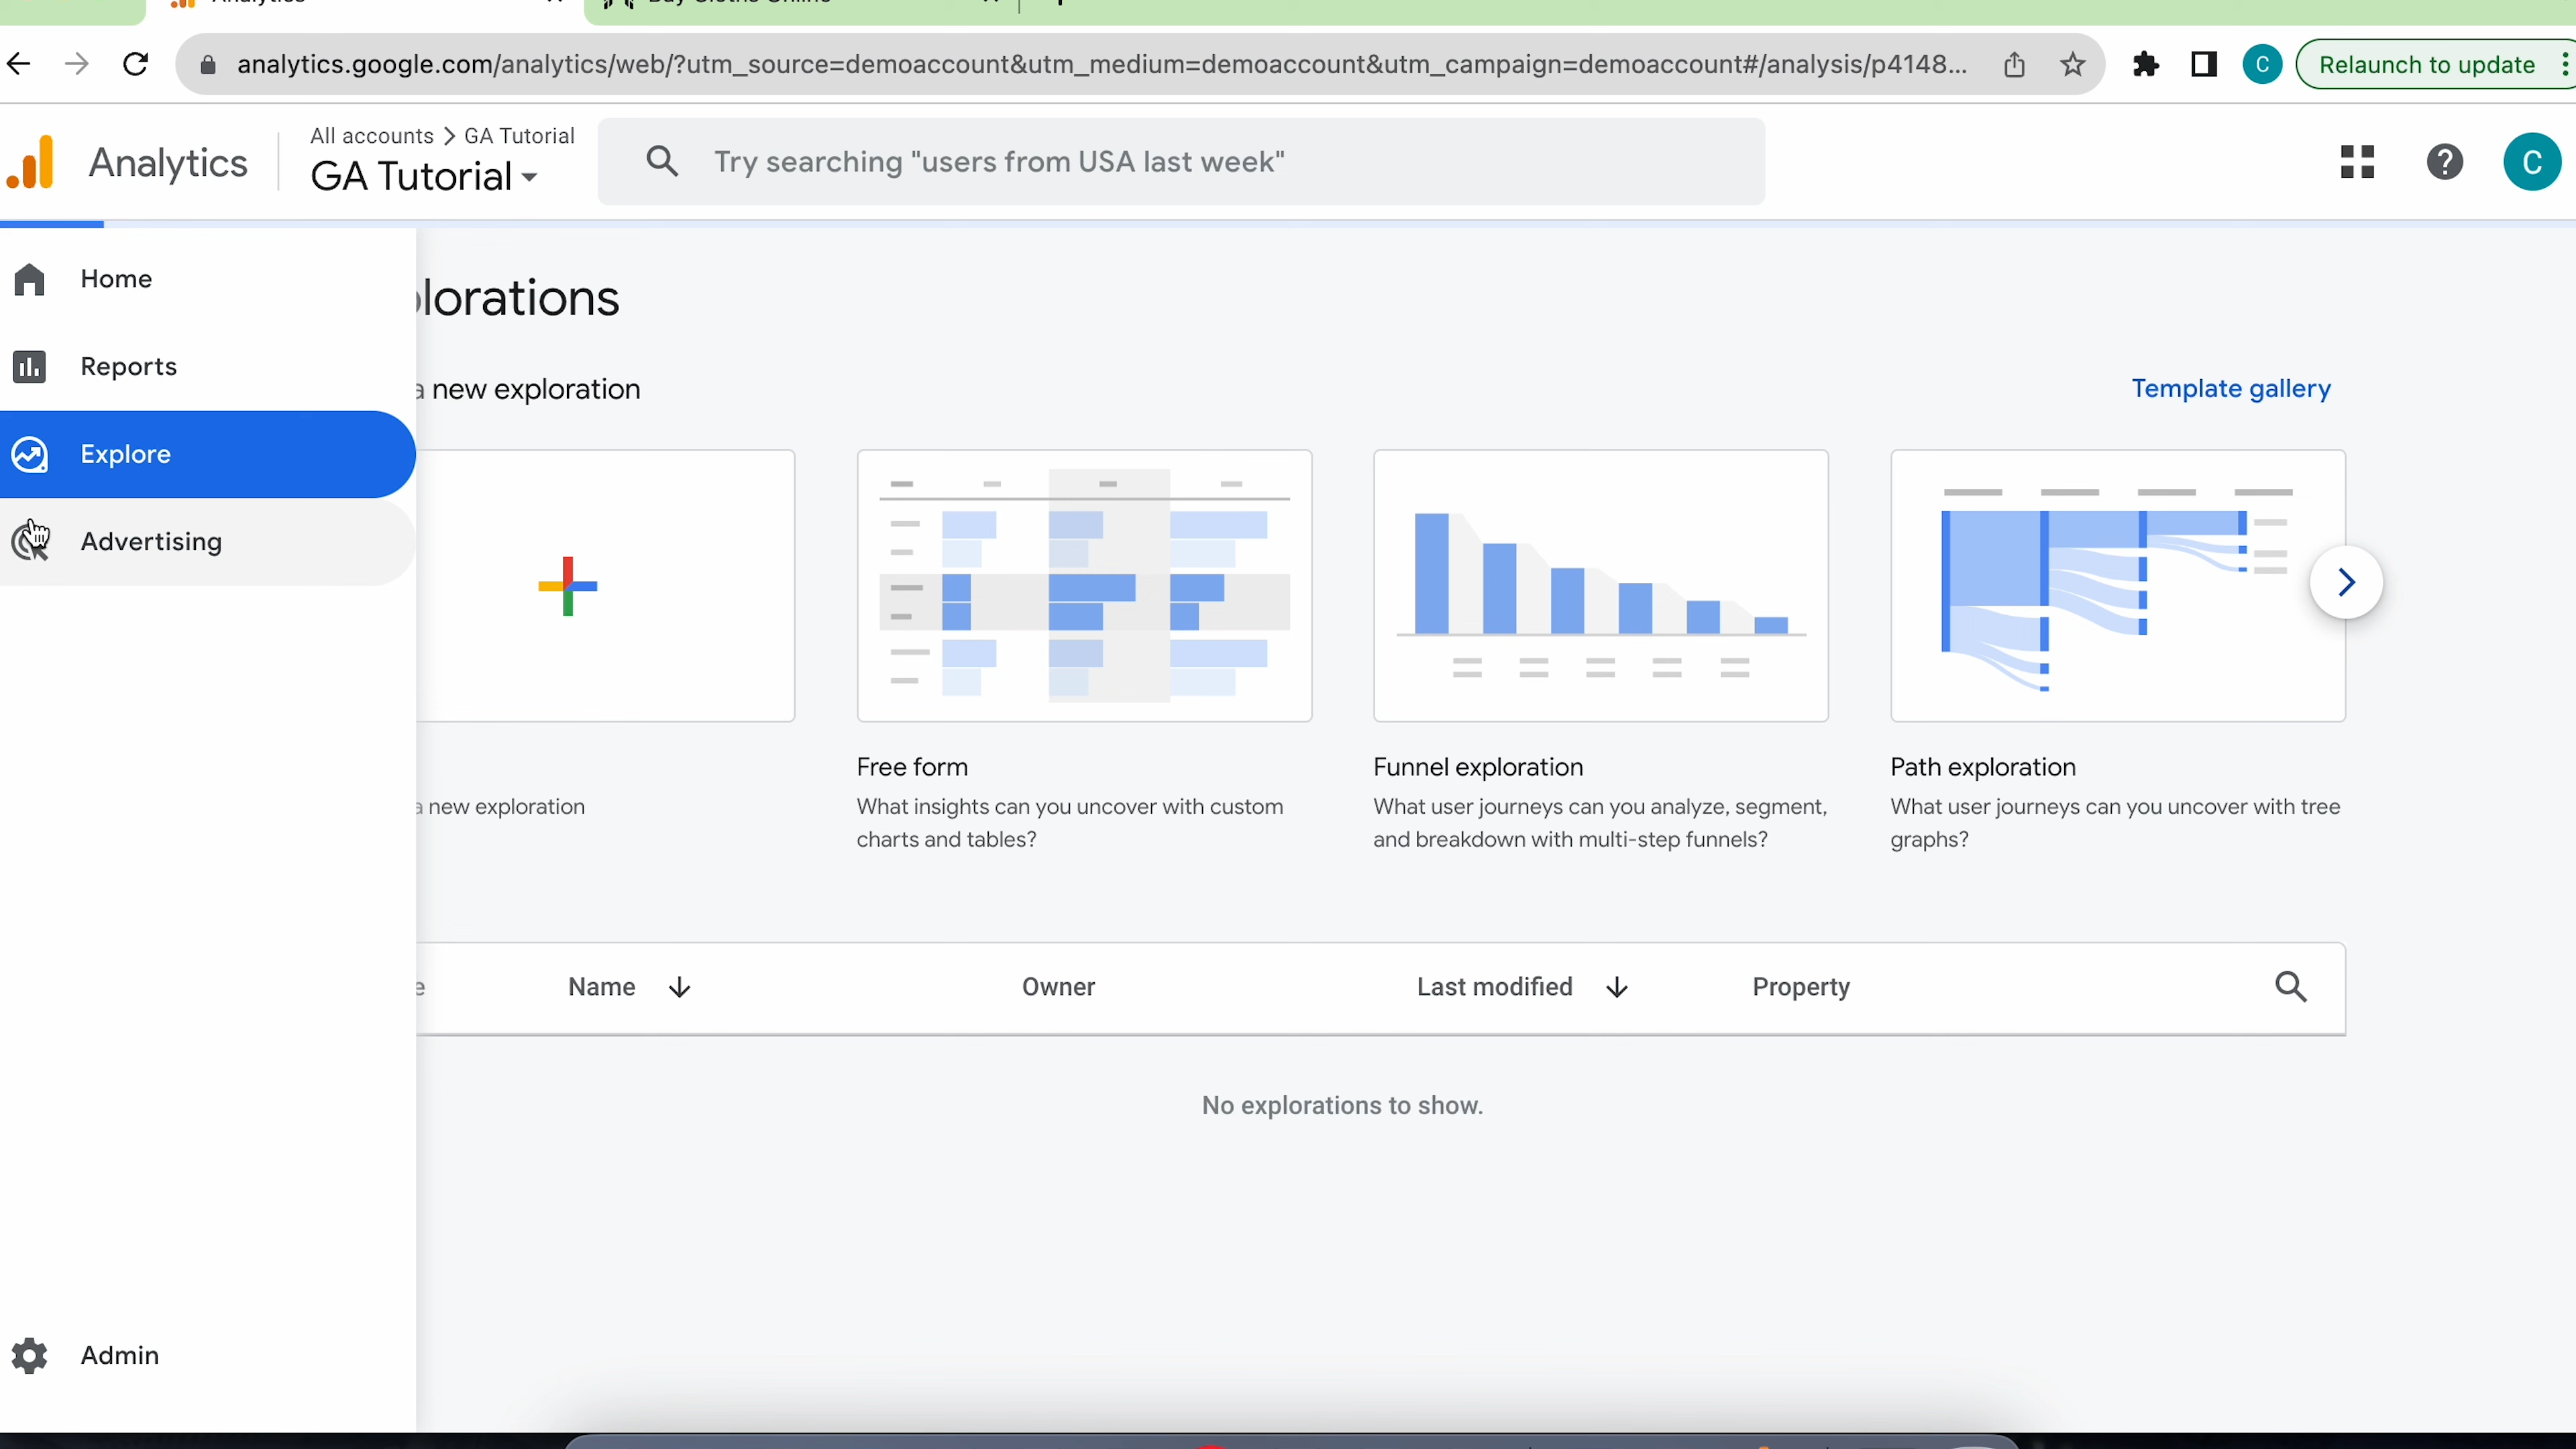 analytics.google.com/analytics/web/?utm_source=demoaccount&utm_medium=demoaccount&utm_campaign=demoaccount#/analysis/p4148...
Relaunch to update
C
Analytics
All accounts > GA Tutorial
GA Tutorial
Try searching "users from USA last week"
C
Home
Reports
Explore
Advertising
Admin
lorations
a new exploration
Template gallery
a new exploration
Free form
What insights can you uncover with custom
charts and tables?
Funnel exploration
What user journeys can you analyze, segment,
and breakdown with multi-step funnels?
Path exploration
What user journeys can you uncover with tree
graphs?
e
Name
Owner
Last modified
Property
No explorations to show.